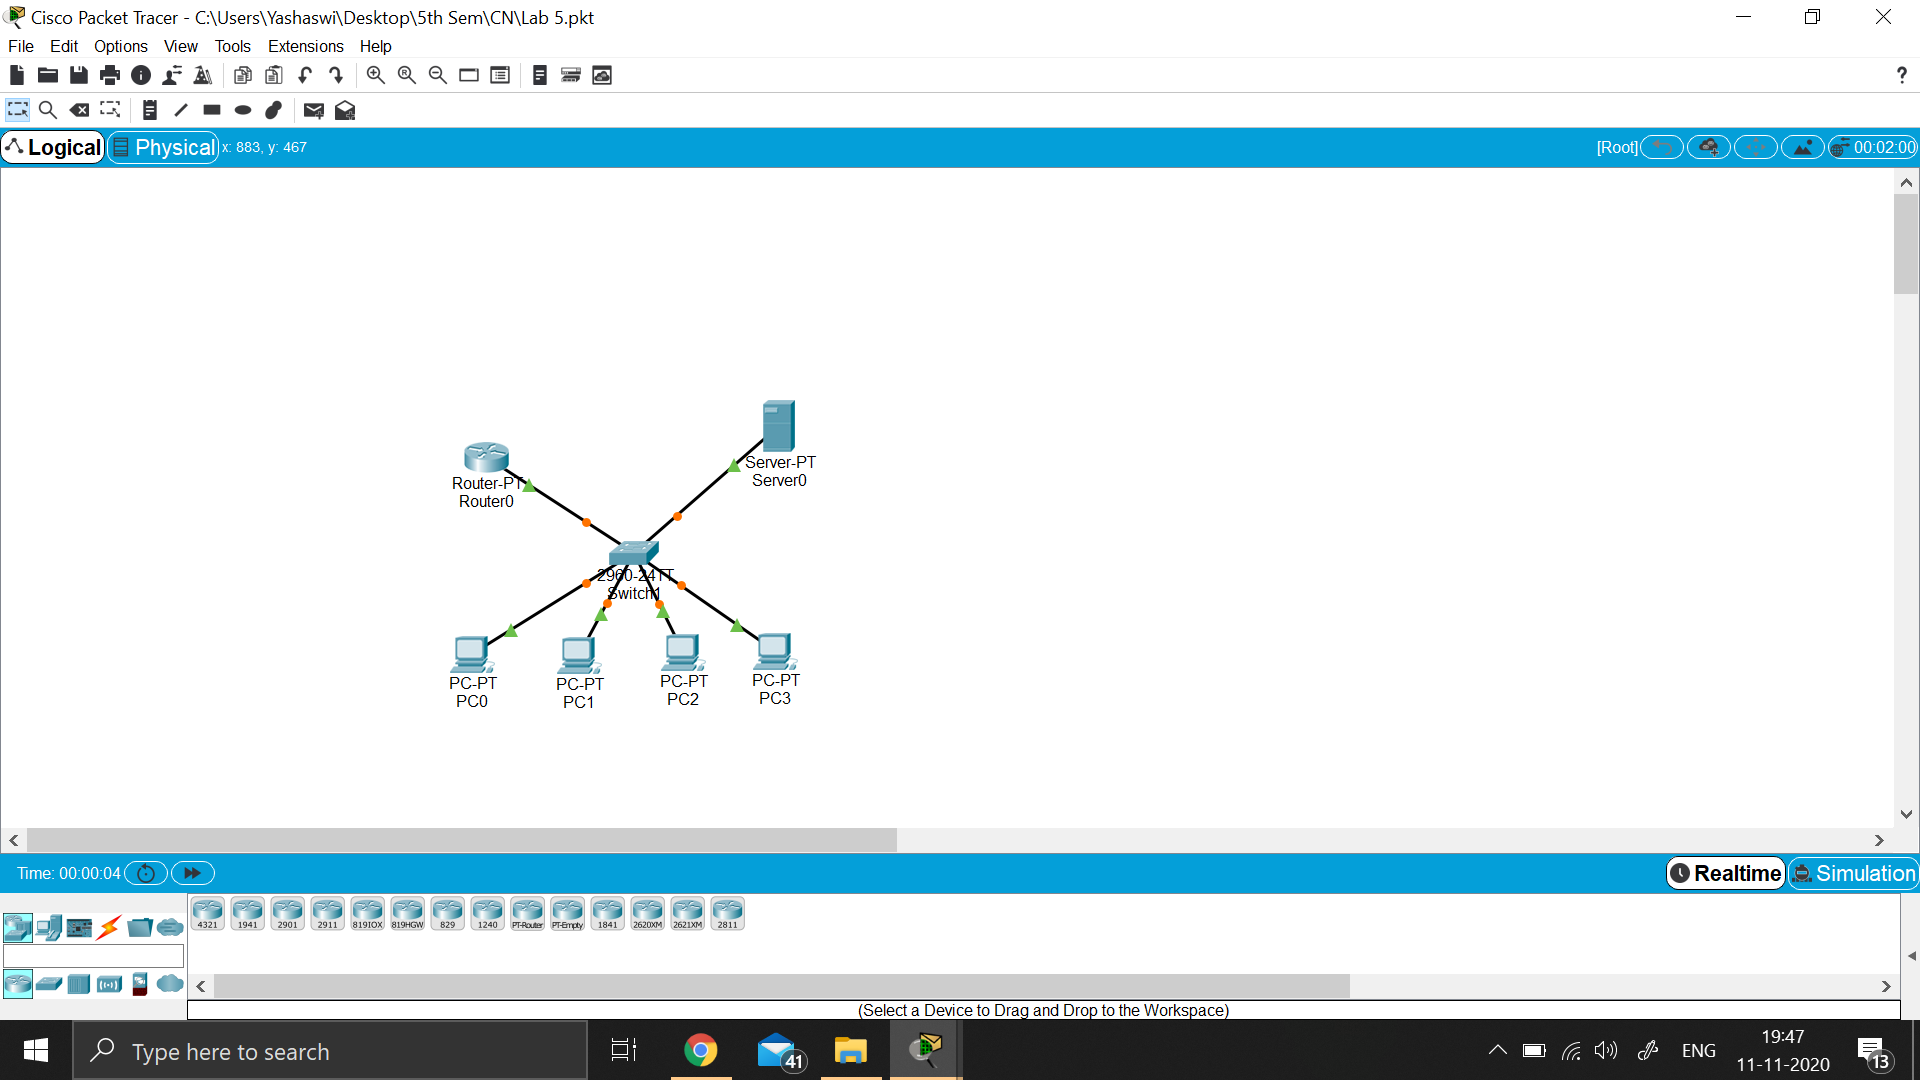 Cisco Packet Tracer - C:\Users\Yashaswi\Desktop\5th Sem\CN\Lab 5.pkt
File Edit Options View Tools Extensions Help
?
Logical Physical x: 883, y: 467 [Root] 00:02:00
Server-PT
Server0
Router-PT
Router0
2960-24TT
Switch1
PC-PT
PC0
PC-PT
PC1
PC-PT
PC2
PC-PT
PC3
Time: 00:00:04 Realtime Simulation
4321 1941 2901 2911 819IOX 819HGW 829 1240 PT-Router PT-Empty 1841 2620XM 2621XM 2811
(Select a Device to Drag and Drop to the Workspace)
Type here to search 41 ENG 19:47
11-11-2020 13